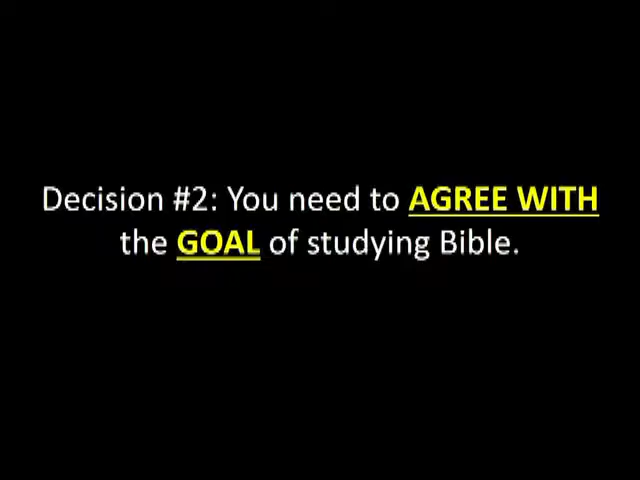 Decision #2: You need to AGREE WITH
the GOAL of studying Bible.